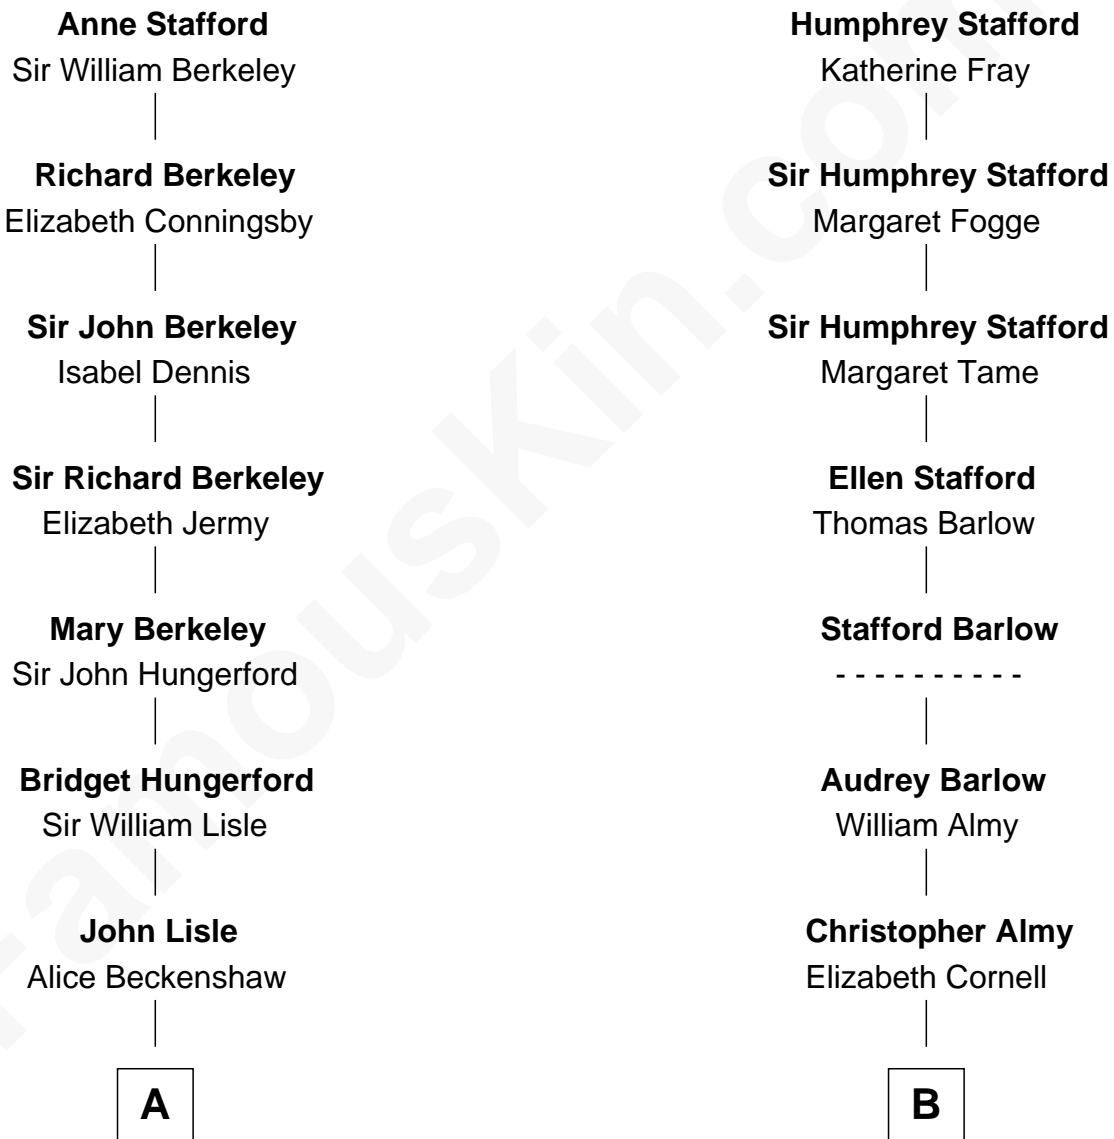 Anne Stafford
Sir William Berkeley
Richard Berkeley
Elizabeth Conningsby
Sir John Berkeley
Isabel Dennis
Sir Richard Berkeley
Elizabeth Jermy
Mary Berkeley
Sir John Hungerford
Bridget Hungerford
Sir William Lisle
John Lisle
Alice Beckenshaw
A
Humphrey Stafford
Katherine Fray
Sir Humphrey Stafford
Margaret Fogge
Sir Humphrey Stafford
Margaret Tame
Ellen Stafford
Thomas Barlow
Stafford Barlow
- - - - - - - - - -
Audrey Barlow
William Almy
Christopher Almy
Elizabeth Cornell
B
FamousKin.com